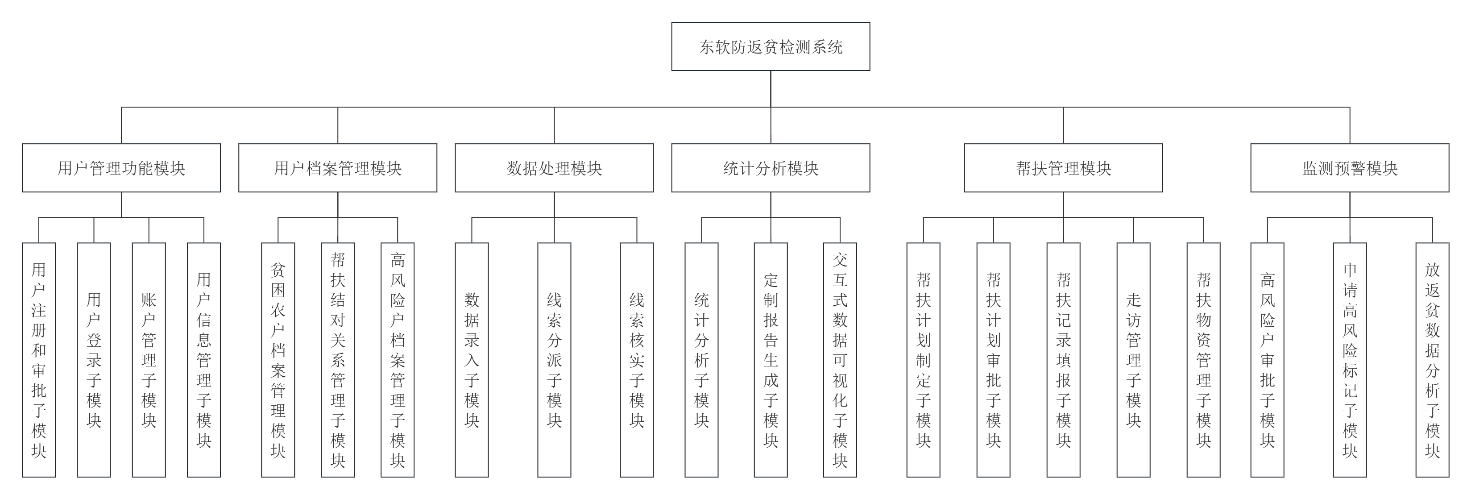 东软防返贫检测系统
用户管理功能模块
用户档案管理模块
数据处理模块
统计分析模块
帮扶管理模块
监测预警模块
用户注册和审批子模块
用户登录子模块
账户管理子模块
用户信息管理子模块
贫困农户档案管理模块
帮扶结对关系管理子模块
高风险户档案管理子模块
数据录入子模块
线索分派子模块
线索核实子模块
统计分析子模块
定制报告生成子模块
交互式数据可视化子模块
帮扶计划制定子模块
帮扶计划审批子模块
帮扶记录填报子模块
走访管理子模块
帮扶物资管理子模块
高风险户审批子模块
申请高风险标记子模块
放返贫数据分析子模块